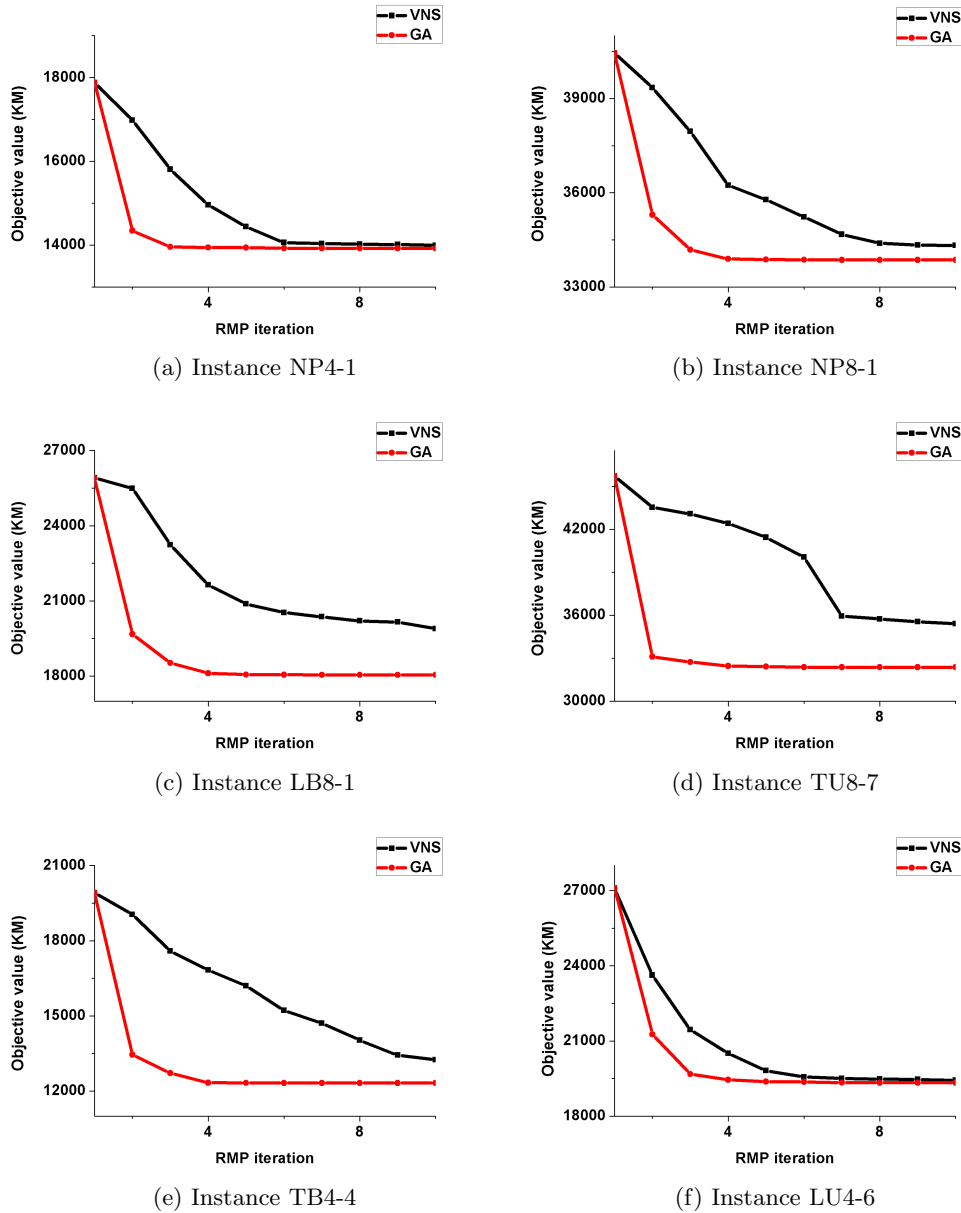 VNS
GA
18000
16000
14000
4
8
Objective value (KM)
RMP iteration
(a) Instance NP4-1
VNS
GA
39000
36000
33000
4
8
Objective value (KM)
RMP iteration
(b) Instance NP8-1
VNS
GA
27000
24000
21000
18000
4
8
Objective value (KM)
RMP iteration
(c) Instance LB8-1
VNS
GA
42000
36000
30000
4
8
Objective value (KM)
RMP iteration
(d) Instance TU8-7
VNS
GA
21000
18000
15000
12000
4
8
Objective value (KM)
RMP iteration
(e) Instance TB4-4
VNS
GA
27000
24000
21000
18000
4
8
Objective value (KM)
RMP iteration
(f) Instance LU4-6